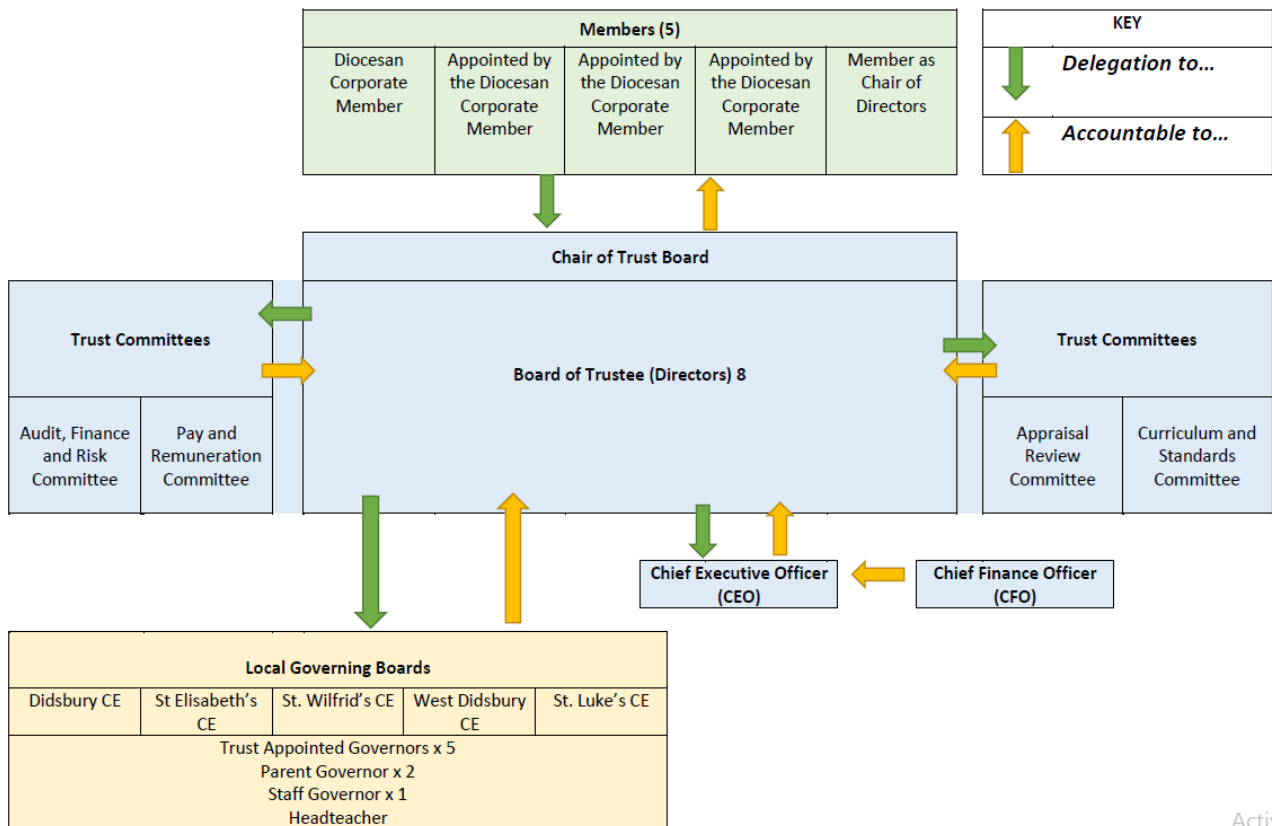 Members (5)
Diocesan
Corporate
Member
Appointed by
the Diocesan
Corporate
Member
Appointed by
the Diocesan
Corporate
Member
Appointed by
the Diocesan
Corporate
Member
Member as
Chair of
Directors
KEY
Delegation to...
Accountable to...
Chair of Trust Board
Trust Committees
Audit, Finance
and Risk
Committee
Pay and
Remuneration
Committee
Board of Trustee (Directors) 8
Trust Committees
Appraisal
Review
Committee
Curriculum and
Standards
Committee
Chief Executive Officer
(CEO)
Chief Finance Officer
(CFO)
Local Governing Boards
Didsbury CE
St Elisabeth's
CE
St. Wilfrid's CE
West Didsbury
CE
St. Luke's CE
Trust Appointed Governors x 5
Parent Governor x 2
Staff Governor x 1
Headteacher